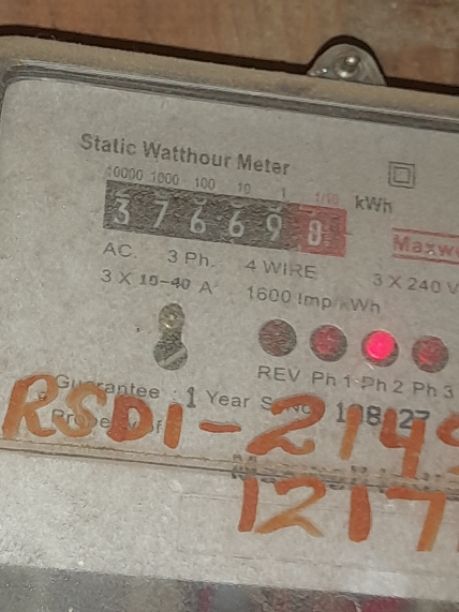 Static Watthour Meter
10000 1000 100 10 1 1/10 kWh
3 7 6 6 9 8
AC. 3 Ph. 4 WIRE
3 X 10-40 A 1600 Imp/kWh 3 X 240 V
REV Ph 1 Ph 2 Ph 3
Guarantee : 1 Year
RSDI-2149
1217